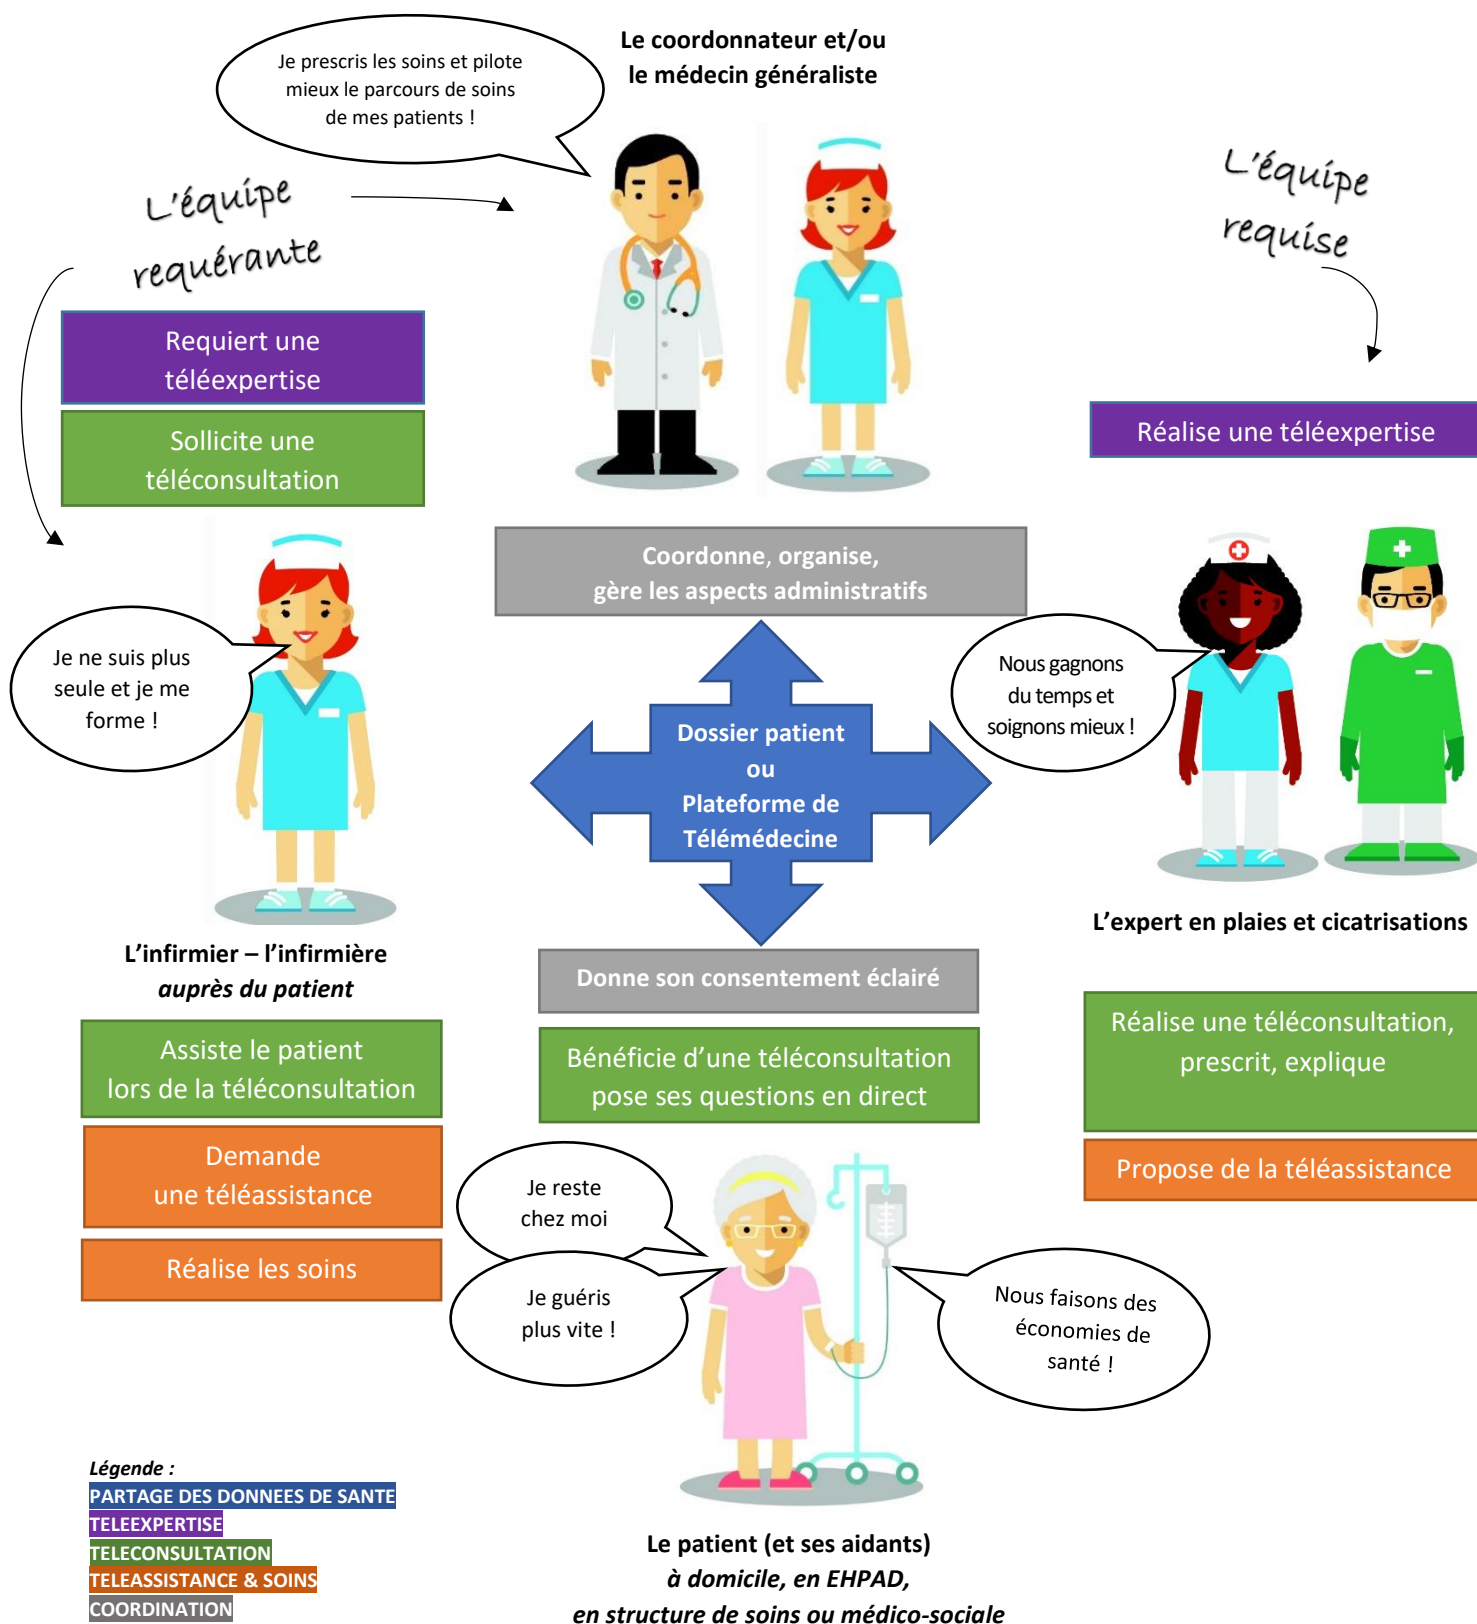 Le coordonnateur et/ou
le médecin généraliste
Je prescris les soins et pilote
mieux le parcours de soins
de mes patients !
L'équipe
requérante
L'équipe
requise
Requiert une
téléexpertise
Sollicite une
téléconsultation
Réalise une téléexpertise
Coordonne, organise,
gère les aspects administratifs
Je ne suis plus
seule et je me
forme !
Nous gagnons
du temps et
soignons mieux !
Dossier patient
ou
Plateforme de
Télémédecine
L'infirmier – l'infirmière
auprès du patient
L'expert en plaies et cicatrisations
Donne son consentement éclairé
Assiste le patient
lors de la téléconsultation
Bénéficie d'une téléconsultation
pose ses questions en direct
Réalise une téléconsultation,
prescrit, explique
Demande
une téléassistance
Propose de la téléassistance
Réalise les soins
Je reste
chez moi
Je guéris
plus vite !
Nous faisons des
économies de
santé !
Légende :
PARTAGE DES DONNEES DE SANTE
TELEEXPERTISE
TELECONSULTATION
TELEASSISTANCE & SOINS
COORDINATION
Le patient (et ses aidants)
à domicile, en EHPAD,
en structure de soins ou médico-sociale